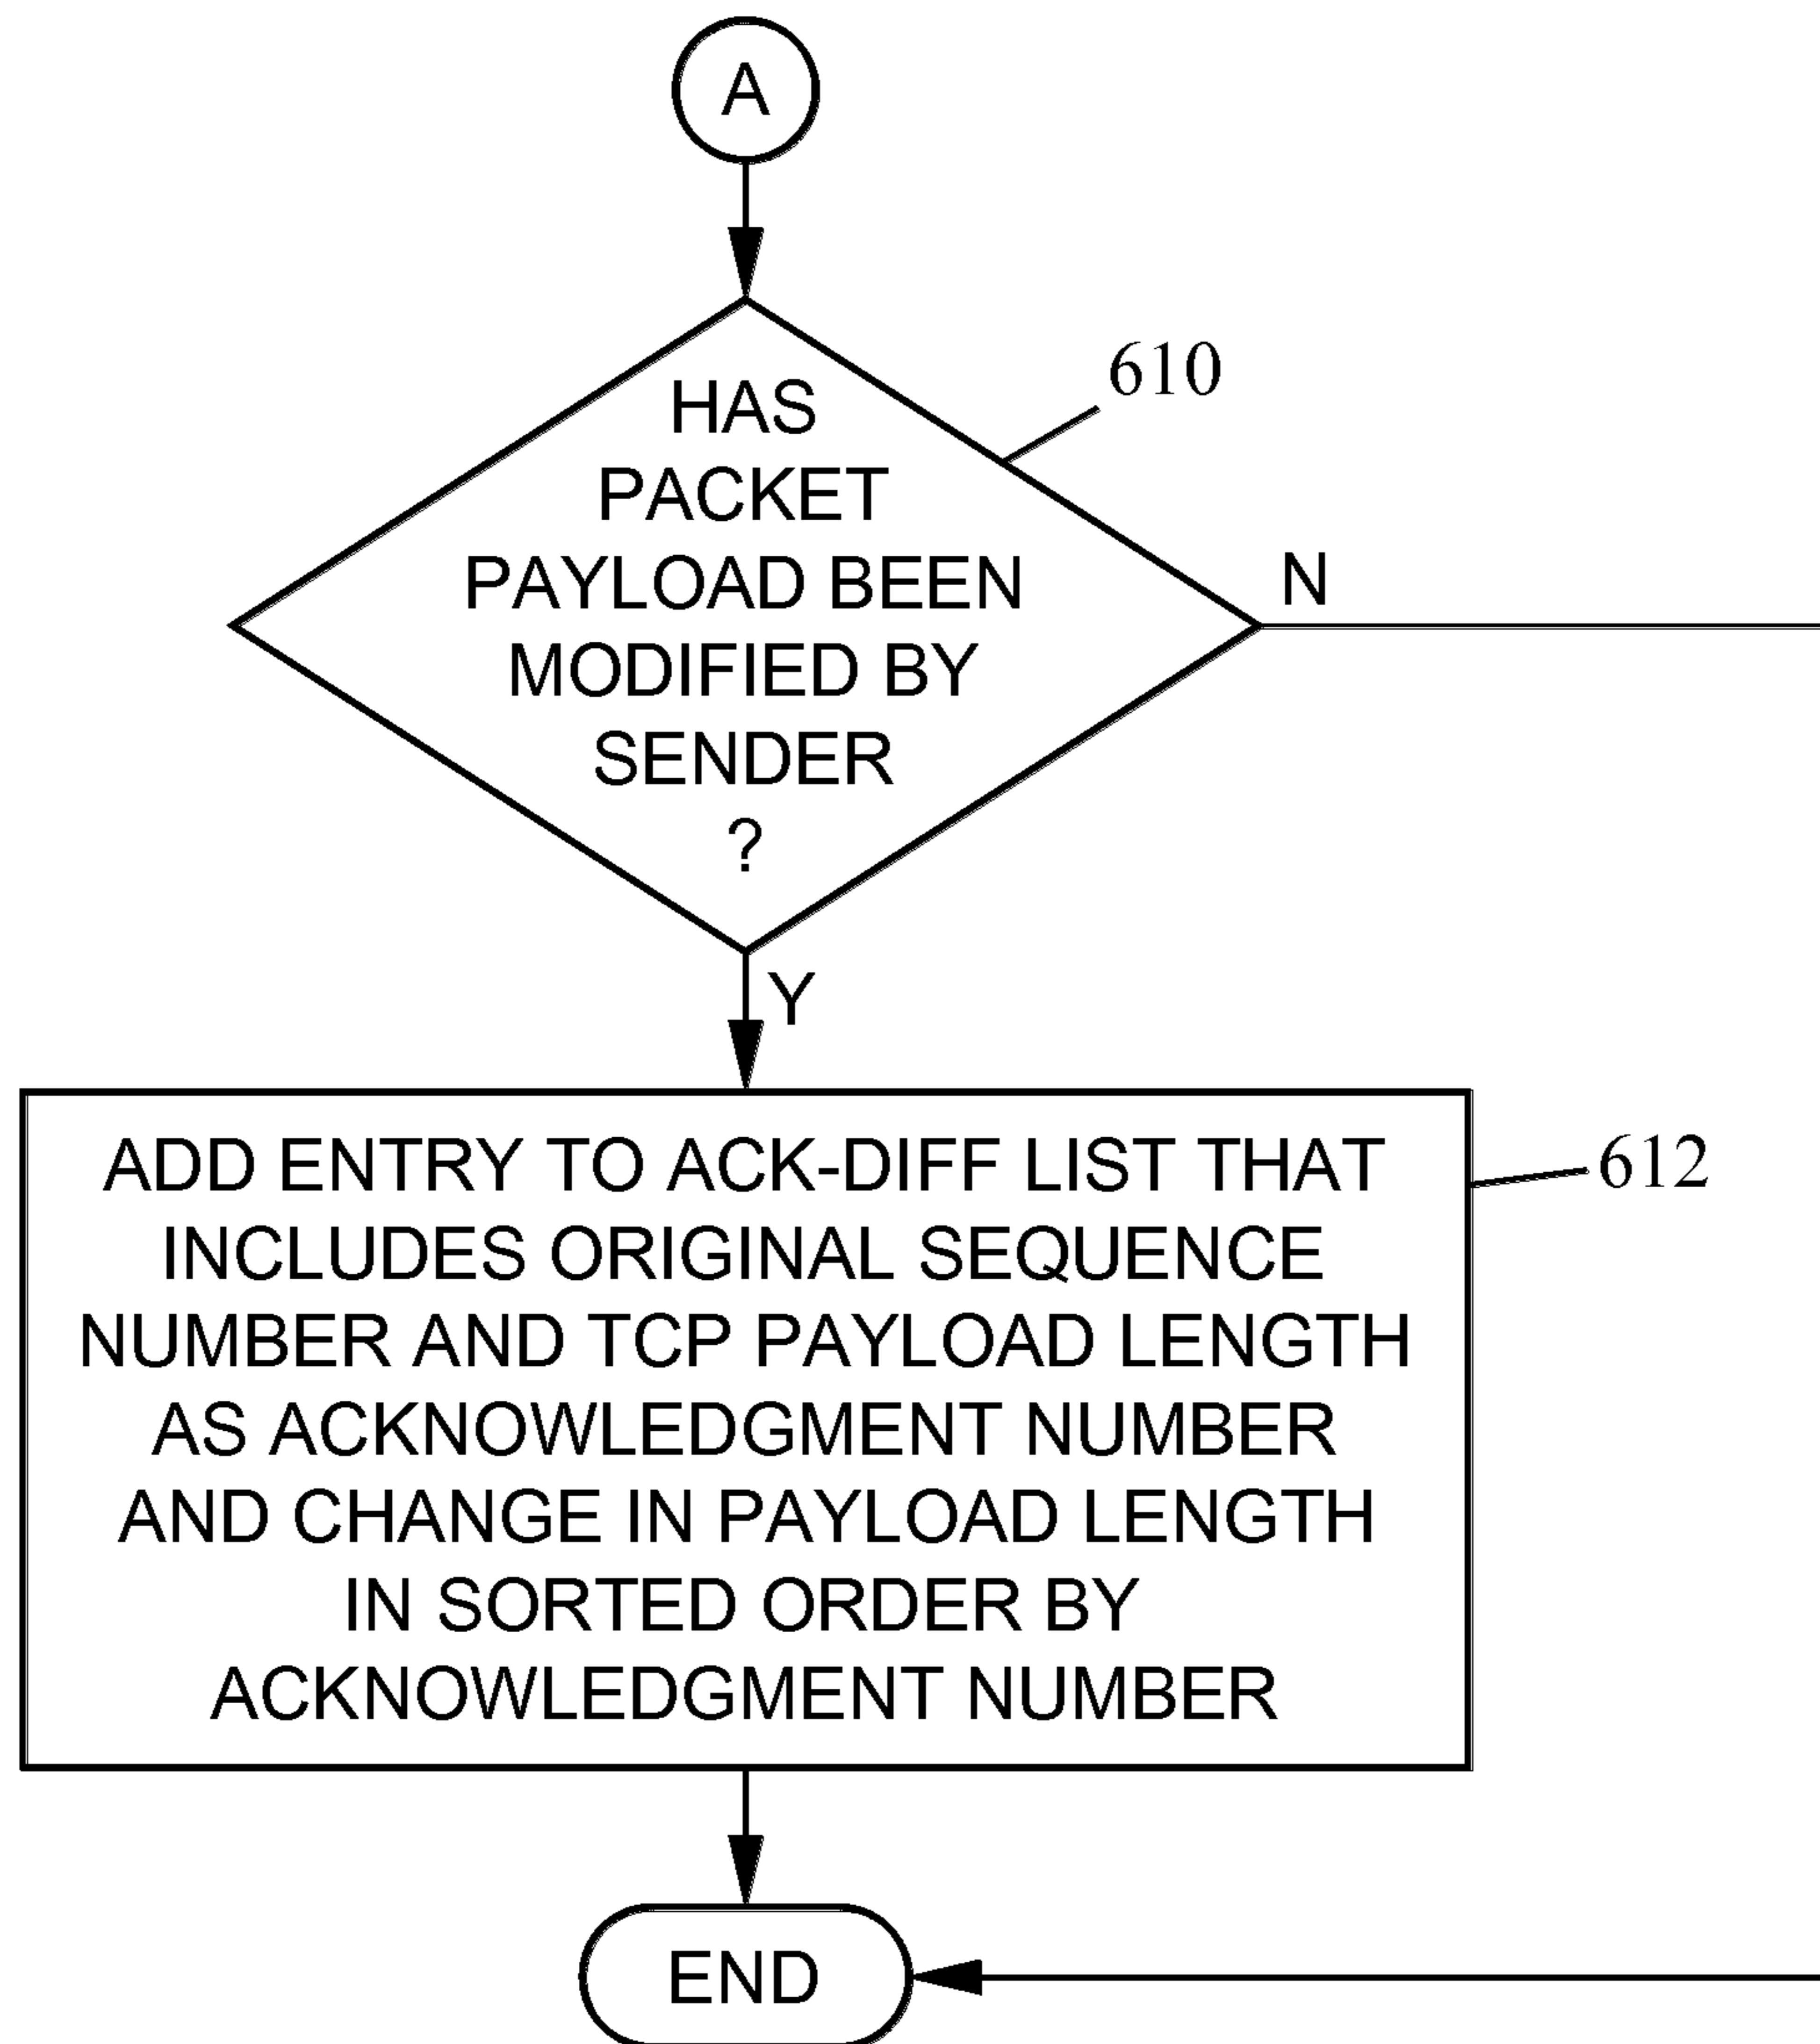 A
610
HAS
PACKET
PAYLOAD BEEN
MODIFIED BY
SENDER
?
N
Y
ADD ENTRY TO ACK-DIFF LIST THAT
INCLUDES ORIGINAL SEQUENCE
NUMBER AND TCP PAYLOAD LENGTH
AS ACKNOWLEDGMENT NUMBER
AND CHANGE IN PAYLOAD LENGTH
IN SORTED ORDER BY
ACKNOWLEDGMENT NUMBER
612
END